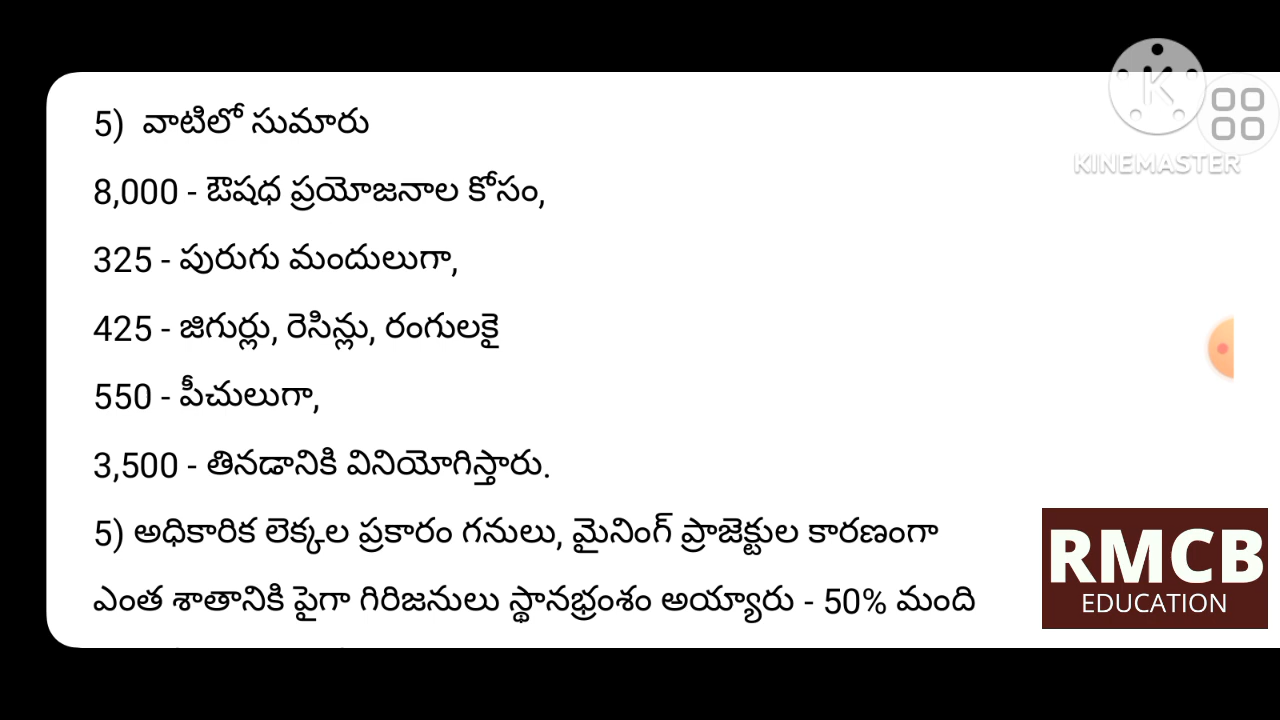 5) వాటిలో సుమారు
8,000 - ఔషధ ప్రయోజనాల కోసం,
325 - పురుగు మందులుగా,
425 - జిగుర్లు, రెసిన్లు, రంగులకై
550 - పీచులుగా,
3,500 - తినడానికి వినియోగిస్తారు.
5) అధికారిక లెక్కల ప్రకారం గనులు, మైనింగ్ ప్రాజెక్టుల కారణంగా
ఎంత శాతానికి పైగా గిరిజనులు స్థానభ్రంశం అయ్యారు - 50% మంది
K
KINEMASTER
RMCB
EDUCATION